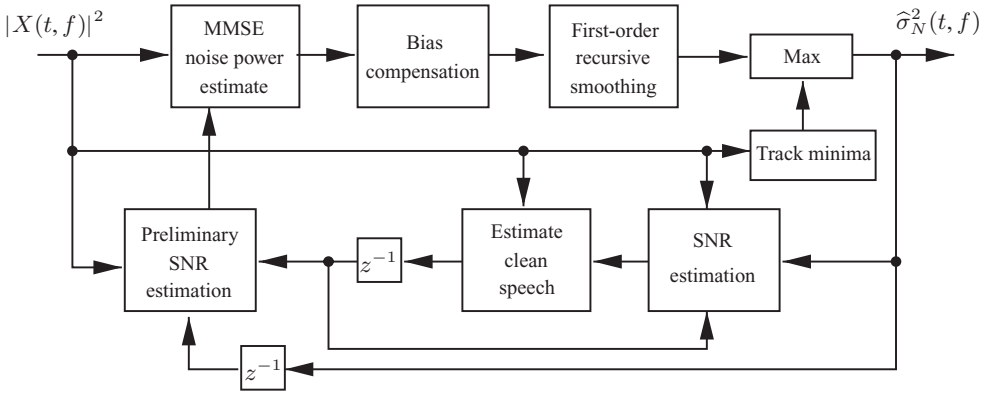 |X(t, f)|²
MMSE
noise power
estimate
Bias
compensation
First-order
recursive
smoothing
Max
σ̂²_N(t, f)
Track minima
Preliminary
SNR
estimation
z⁻¹
Estimate
clean
speech
SNR
estimation
z⁻¹